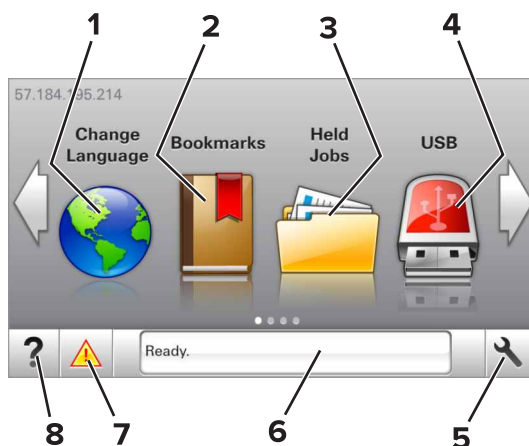 1 2 3 4
57.184.195.214
Change Language
Bookmarks
Held Jobs
USB
? Ready.
8 7 6 5